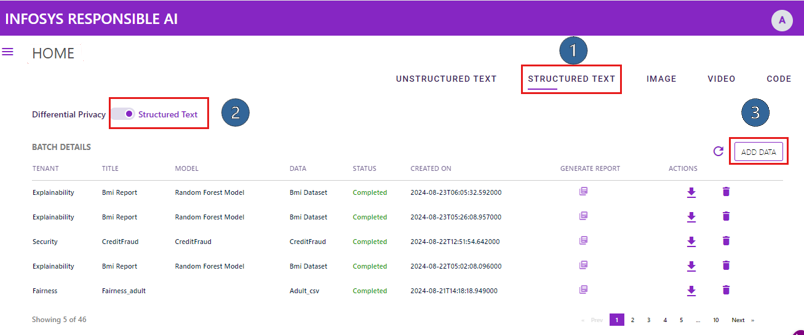 INFOSYS RESPONSIBLE AI A
HOME
1
UNSTRUCTURED TEXT STRUCTURED TEXT IMAGE VIDEO CODE
Differential Privacy Structured Text 2 3
BATCH DETAILS ADD DATA
TENANT TITLE MODEL DATA STATUS CREATED ON GENERATE REPORT ACTIONS
Explainability Bmi Report Random Forest Model Bmi Dataset Completed 2024-08-23T06:05:32.592000
Explainability Bmi Report Random Forest Model Bmi Dataset Completed 2024-08-23T05:26:08.957000
Security CreditFraud CreditFraud CreditFraud Completed 2024-08-22T12:51:54.642000
Explainability Bmi Report Random Forest Model Bmi Dataset Completed 2024-08-22T05:02:08.096000
Fairness Fairness_adult Adult_csv Completed 2024-08-21T14:18:18.949000
Showing 5 of 46 « Prev 1 2 3 4 5 ... 10 Next »